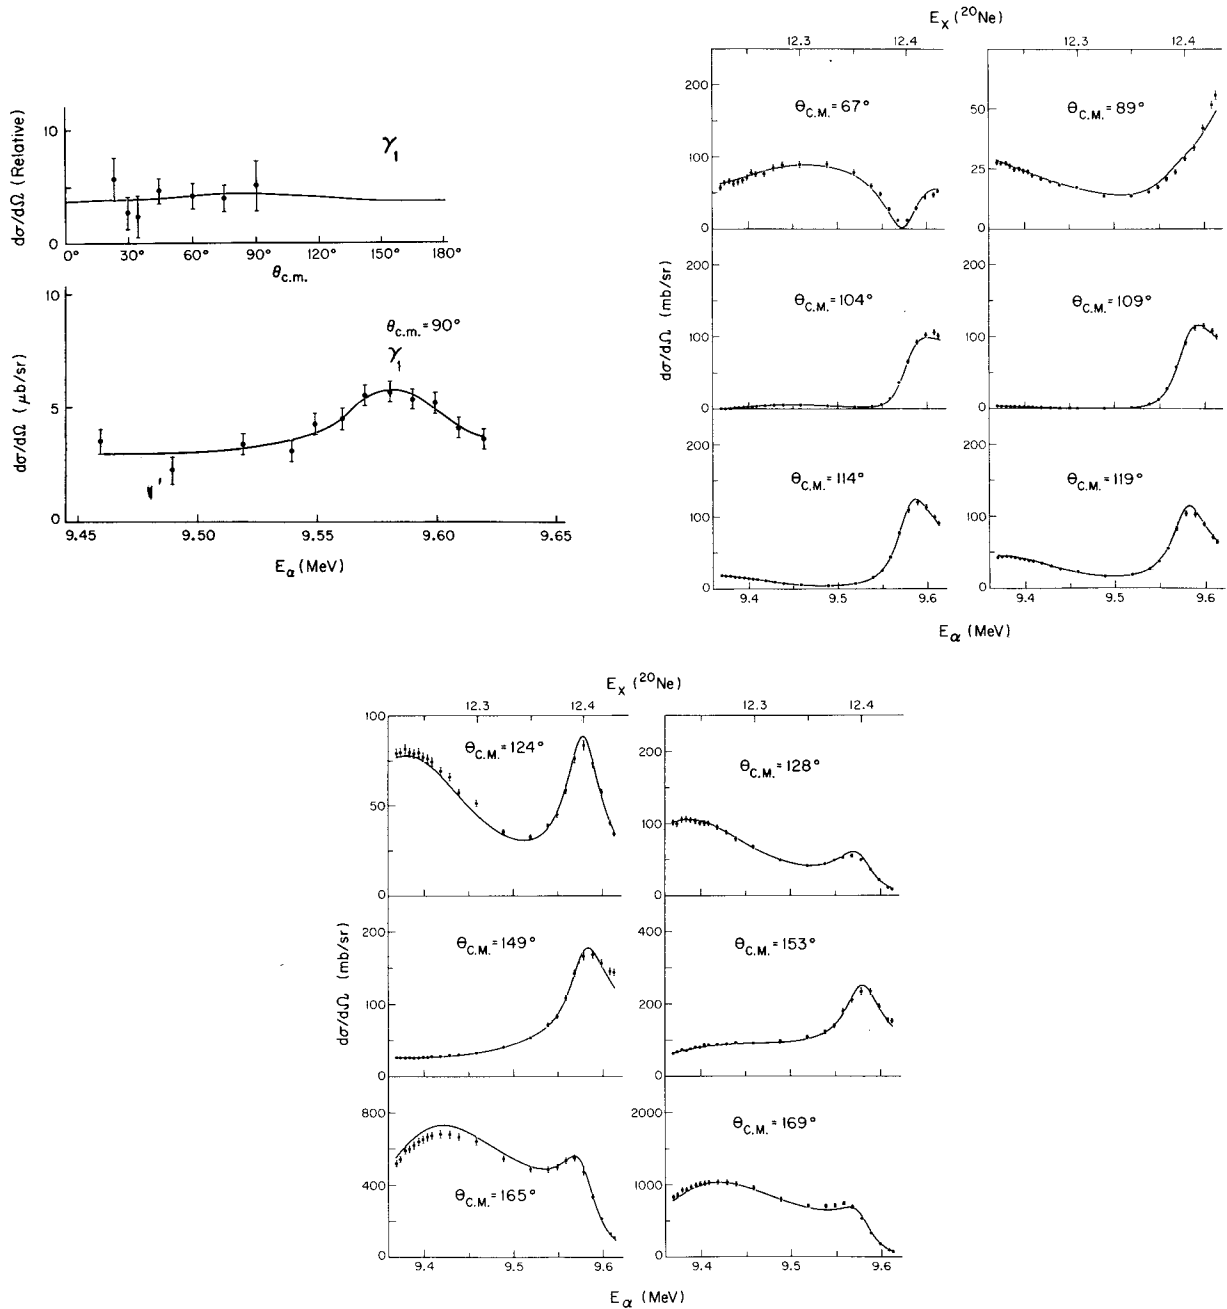 dσ/dΩ (Relative)
10
5
0
γ₁
0° 30° 60° 90° 120° 150° 180°
θc.m.
dσ/dΩ (μb/sr)
10
5
0
θc.m. = 90°
γ₁
9.45 9.50 9.55 9.60 9.65
Eα (MeV)
Ex (²⁰Ne)
12.3 12.4 12.3 12.4
dσ/dΩ (mb/sr)
200
100
0
θC.M. = 67°
50
25
0
θC.M. = 89°
200
100
0
θC.M. = 104°
200
100
0
θC.M. = 109°
200
100
0
θC.M. = 114°
200
100
0
θC.M. = 119°
9.4 9.5 9.6 9.4 9.5 9.6
Eα (MeV)
Ex (²⁰Ne)
12.3 12.4 12.3 12.4
dσ/dΩ (mb/sr)
100
50
0
θC.M. = 124°
200
100
0
θC.M. = 128°
200
100
0
θC.M. = 149°
400
200
0
θC.M. = 153°
800
400
0
θC.M. = 165°
2000
1000
0
θC.M. = 169°
9.4 9.5 9.6 9.4 9.5 9.6
Eα (MeV)